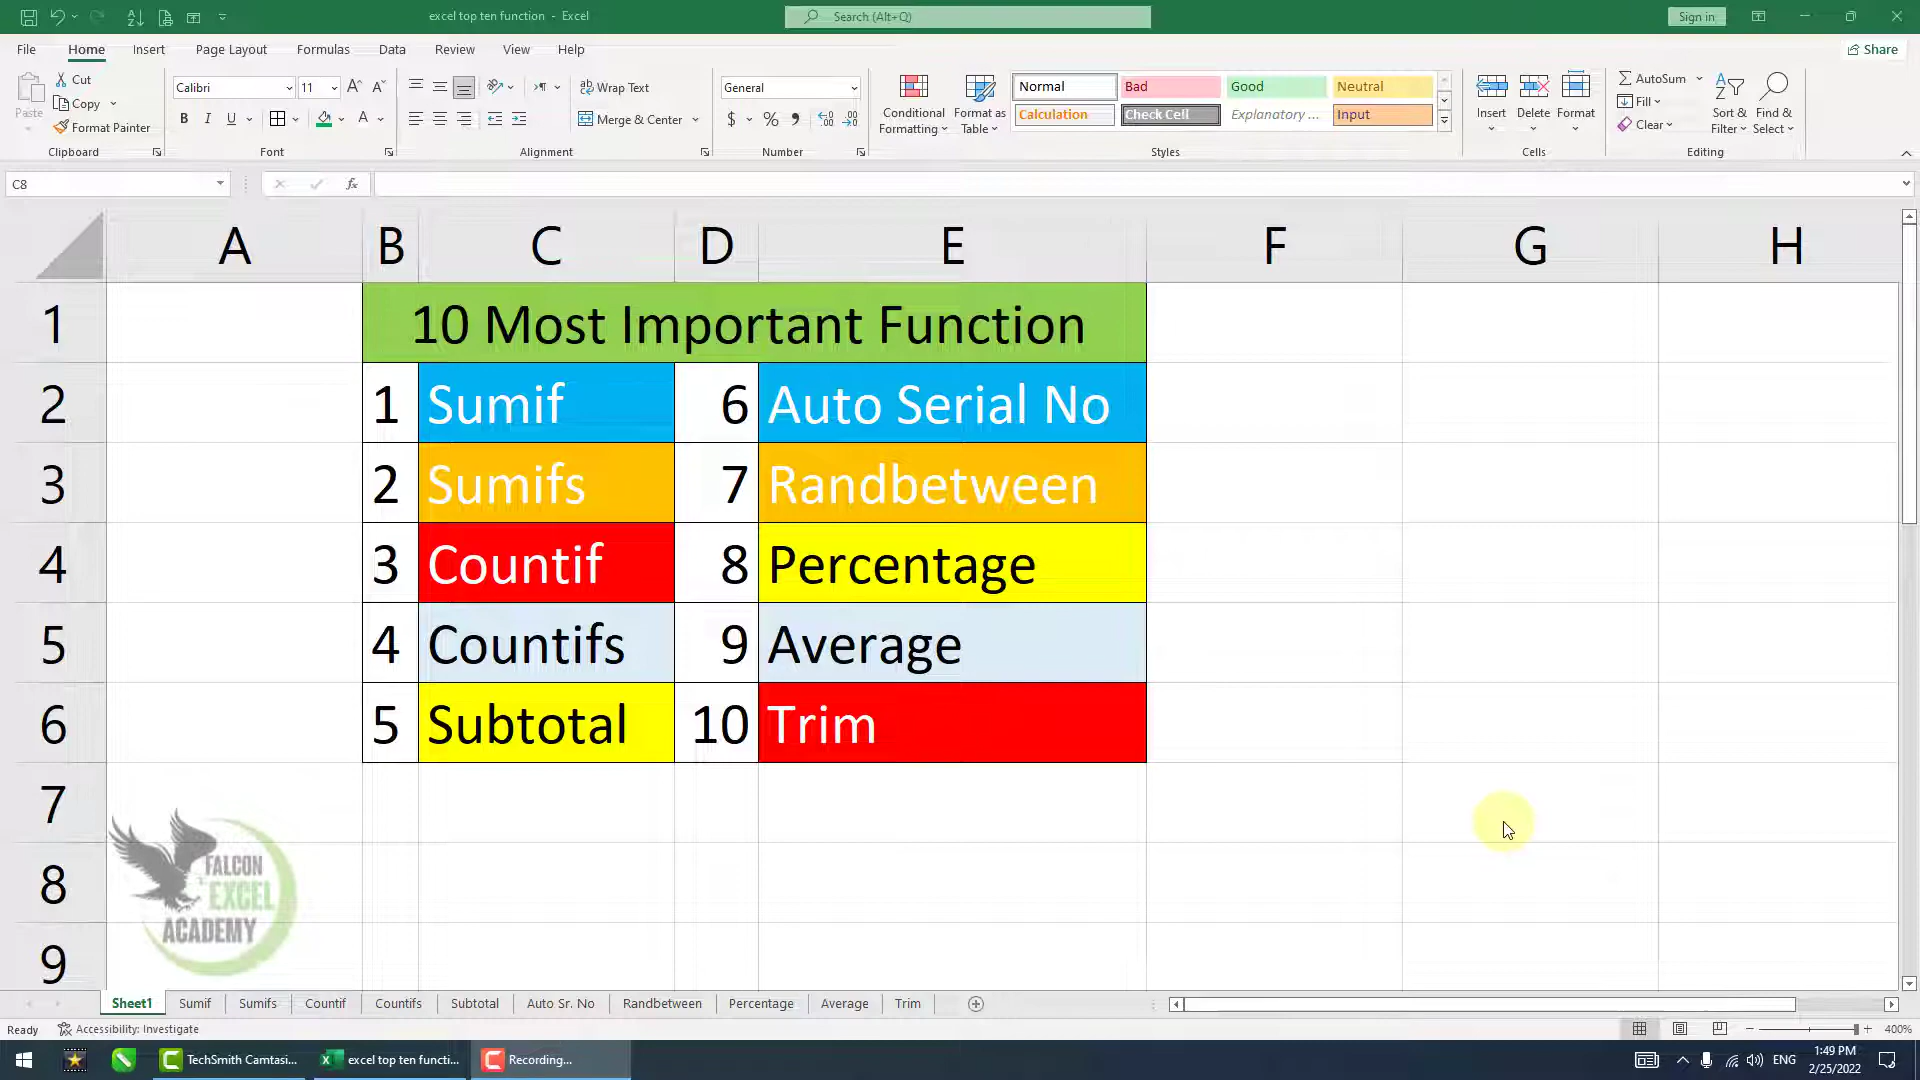 excel top ten function - Excel
Search (Alt+Q)
Sign in
File Home Insert Page Layout Formulas Data Review View Help
Share
Paste
Cut
Copy
Format Painter
Clipboard
Calibri 11
B I U
Font
Wrap Text
Merge & Center
Alignment
General
$ % 9
Number
Conditional Formatting
Format as Table
Normal Bad Good Neutral
Calculation Check Cell Explanatory ... Input
Styles
Insert Delete Format
Cells
AutoSum
Fill
Clear
Sort & Filter
Find & Select
Editing
C8
fx
A B C D E F G H
1 10 Most Important Function
2 1 Sumif 6 Auto Serial No
3 2 Sumifs 7 Randbetween
4 3 Countif 8 Percentage
5 4 Countifs 9 Average
6 5 Subtotal 10 Trim
7
8
9
FALCON
EXCEL
ACADEMY
Sheet1 Sumif Sumifs Countif Countifs Subtotal Auto Sr. No Randbetween Percentage Average Trim
Ready Accessibility: Investigate 400%
TechSmith Camtasi... excel top ten functi... Recording...
ENG
1:49 PM
2/25/2022